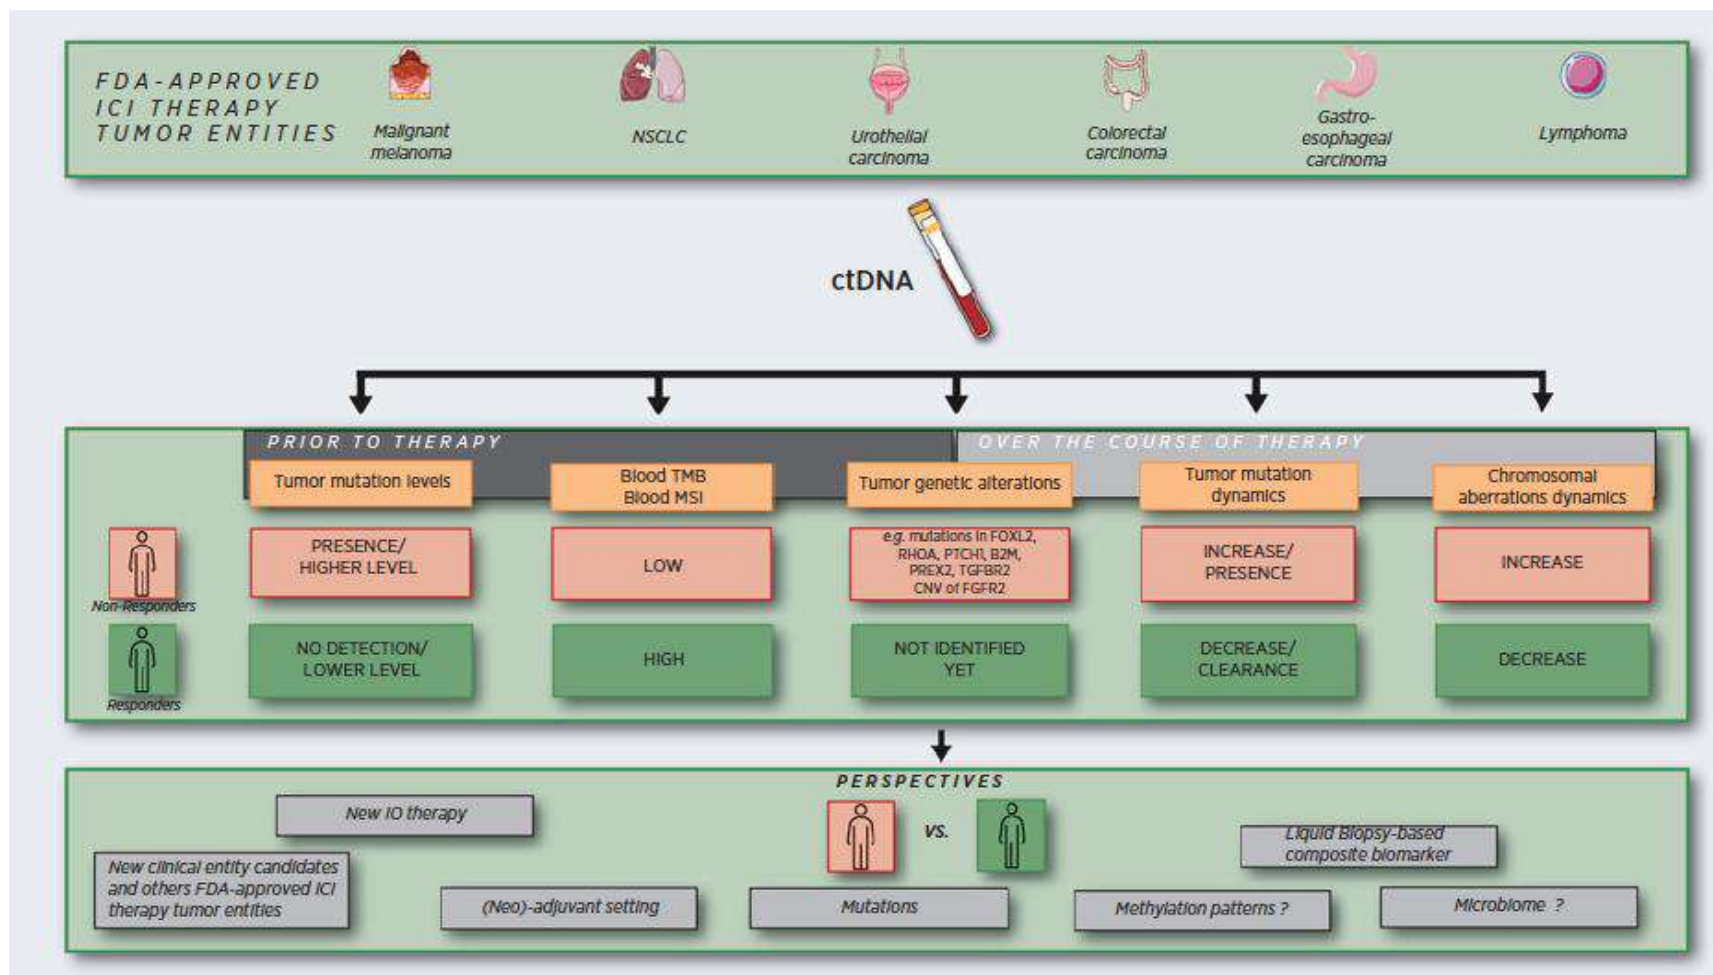 FDA-APPROVED
ICI THERAPY
TUMOR ENTITIES
Malignant
melanoma
NSCLC
Urothelial
carcinoma
Colorectal
carcinoma
Gastro-
esophageal
carcinoma
Lymphoma
ctDNA
PRIOR TO THERAPY
OVER THE COURSE OF THERAPY
Tumor mutation levels
Blood TMB
Blood MSI
Tumor genetic alterations
Tumor mutation
dynamics
Chromosomal
aberrations dynamics
Non-Responders
PRESENCE/
HIGHER LEVEL
LOW
e.g. mutations in FOXL2,
RHOA, PTCH1, B2M,
PREX2, TGFBR2
CNV of FGFR2
INCREASE/
PRESENCE
INCREASE
Responders
NO DETECTION/
LOWER LEVEL
HIGH
NOT IDENTIFIED
YET
DECREASE/
CLEARANCE
DECREASE
PERSPECTIVES
New IO therapy
vs.
Liquid Biopsy-based
composite biomarker
New clinical entity candidates
and others FDA-approved ICI
therapy tumor entities
(Neo)-adjuvant setting
Mutations
Methylation patterns ?
Microbiome ?